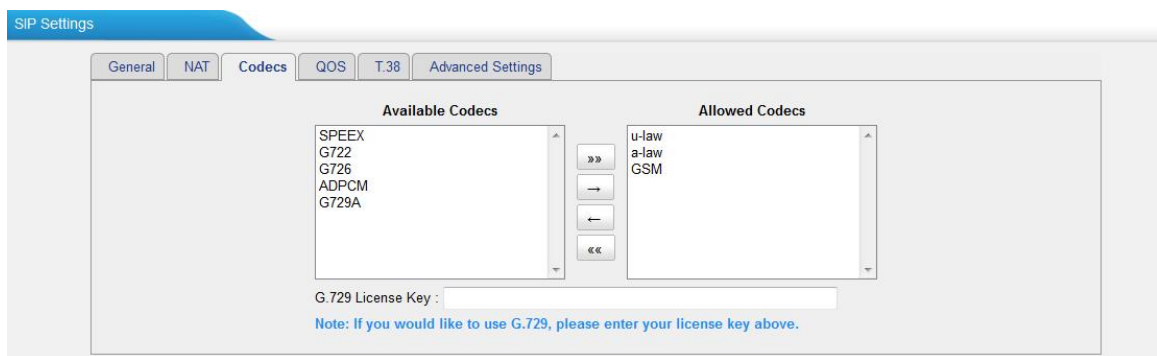 SIP Settings
General NAT Codecs QOS T.38 Advanced Settings
Available Codecs
SPEEX
G722
G726
ADPCM
G729A
»»
→
←
««
Allowed Codecs
u-law
a-law
GSM
G.729 License Key :
Note: If you would like to use G.729, please enter your license key above.